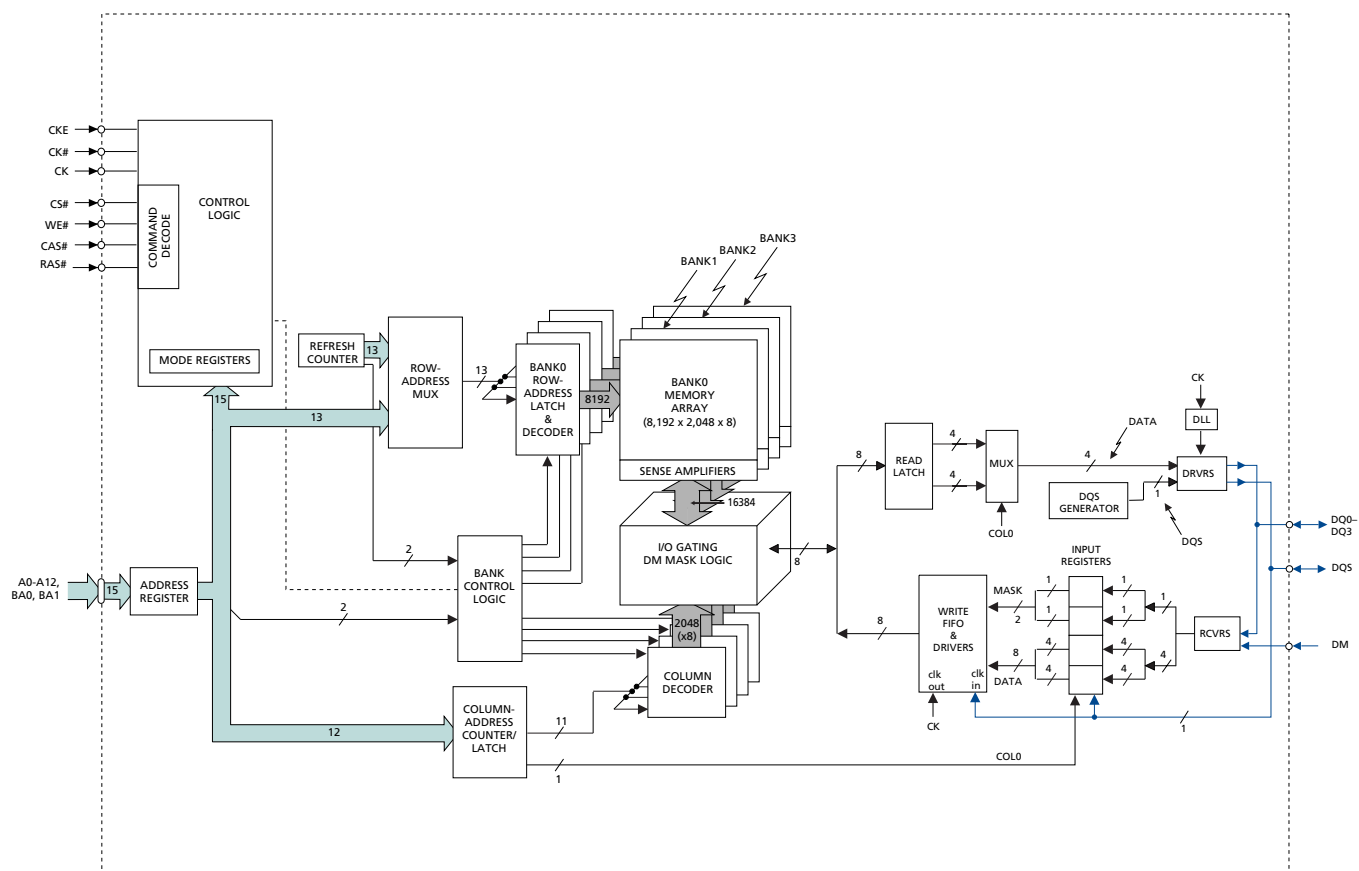 CKE
CK#
CK
CS#
WE#
CAS#
RAS#
COMMAND
DECODE
CONTROL
LOGIC
MODE REGISTERS
15
REFRESH
COUNTER
13
13
ROW-
ADDRESS
MUX
13
BANK0
ROW-
ADDRESS
LATCH
&
DECODER
8192
BANK1
BANK2
BANK3
BANK0
MEMORY
ARRAY
(8,192 x 2,048 x 8)
SENSE AMPLIFIERS
16384
I/O GATING
DM MASK LOGIC
2048
(x8)
COLUMN
DECODER
A0-A12,
BA0, BA1
15
ADDRESS
REGISTER
2
2
BANK
CONTROL
LOGIC
12
COLUMN-
ADDRESS
COUNTER/
LATCH
11
1
COL0
8
8
READ
LATCH
4
4
MUX
COL0
4
DATA
CK
DLL
DRVRS
DQS
GENERATOR
1
DQS
DQ0–
DQ3
DQS
DM
8
WRITE
FIFO
&
DRIVERS
clk
out
clk
in
CK
MASK
2
8
DATA
INPUT
REGISTERS
1
1
4
4
1
1
4
4
1
4
RCVRS
1